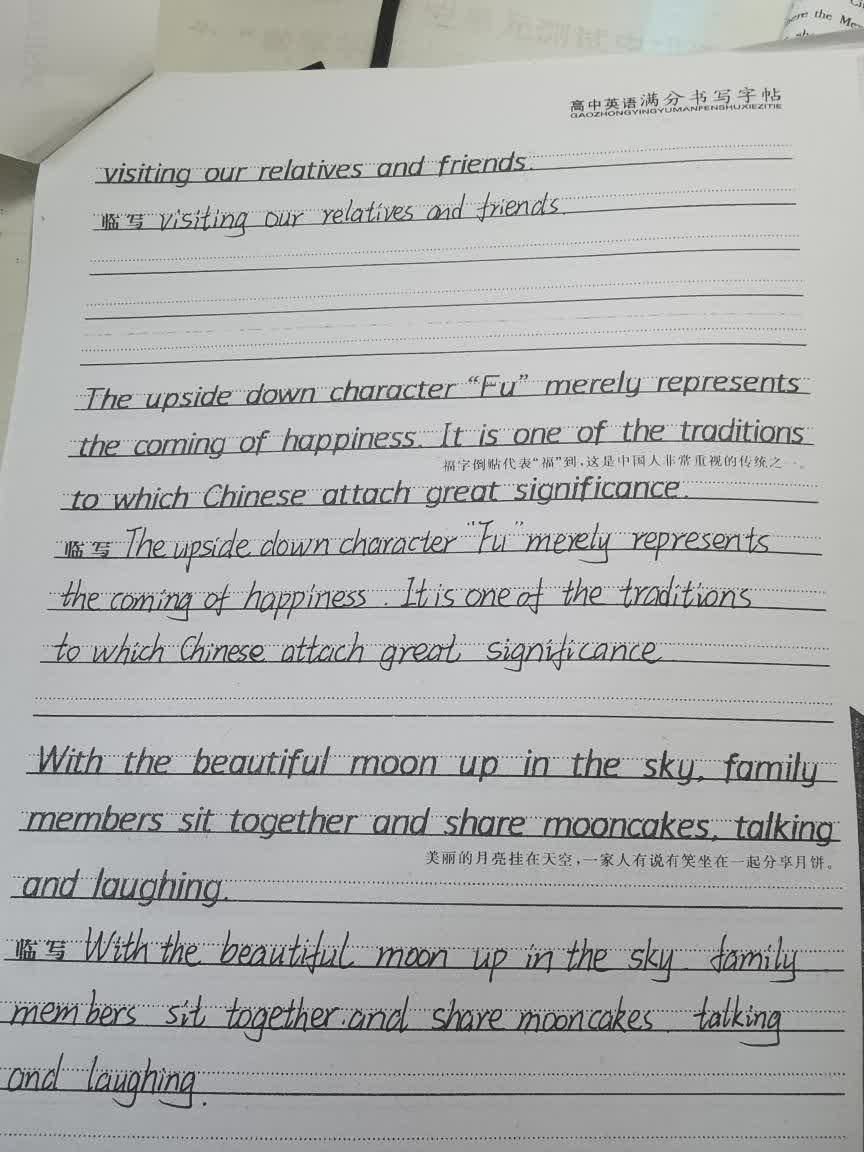 ere the Me
高中英语满分书写字帖
GAOZHONGYINGYUMANFENSHUXIEZITIE
visiting our relatives and friends.
临写 visiting our relatives and friends.
The upside down character “Fu” merely represents
the coming of happiness. It is one of the traditions
福字倒贴代表“福”到,这是中国人非常重视的传统之一。
to which Chinese attach great significance.
临写 The upside down character "Fu" merely represents
the coming of happiness. It is one of the traditions
to which Chinese attach great significance
With the beautiful moon up in the sky, family
members sit together and share mooncakes, talking
美丽的月亮挂在天空,一家人有说有笑坐在一起分享月饼。
and laughing.
临写 With the beautiful moon up in the sky family
members sit together.and share mooncakes talking
and laughing.